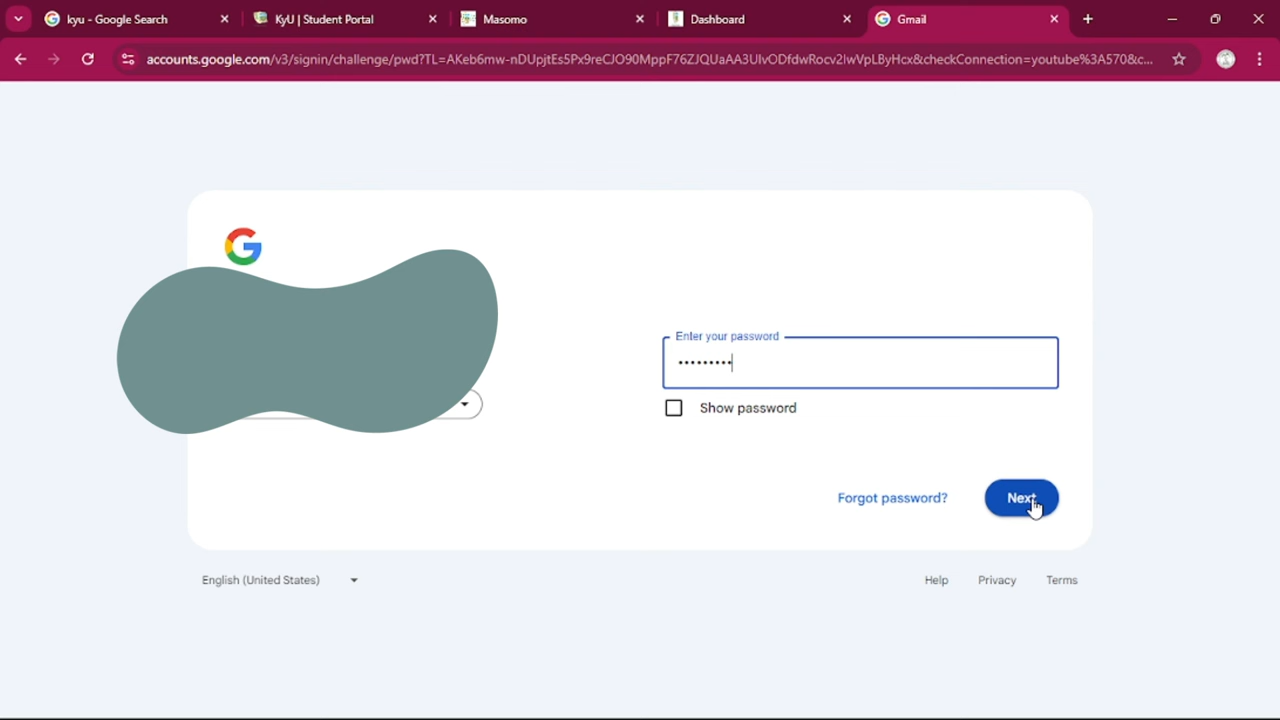 kyu - Google Search
KyU | Student Portal
Masomo
Dashboard
Gmail
accounts.google.com/v3/signin/challenge/pwd?TL=AKeb6mw-nDUpjtEs5Px9reCJO90MppF76ZJQUaAA3UlvODfdwRocv2lwVpLByHcx&checkConnection=youtube%3A570&c...
Enter your password
•••••••••
Show password
Forgot password?
Next
English (United States)
Help
Privacy
Terms